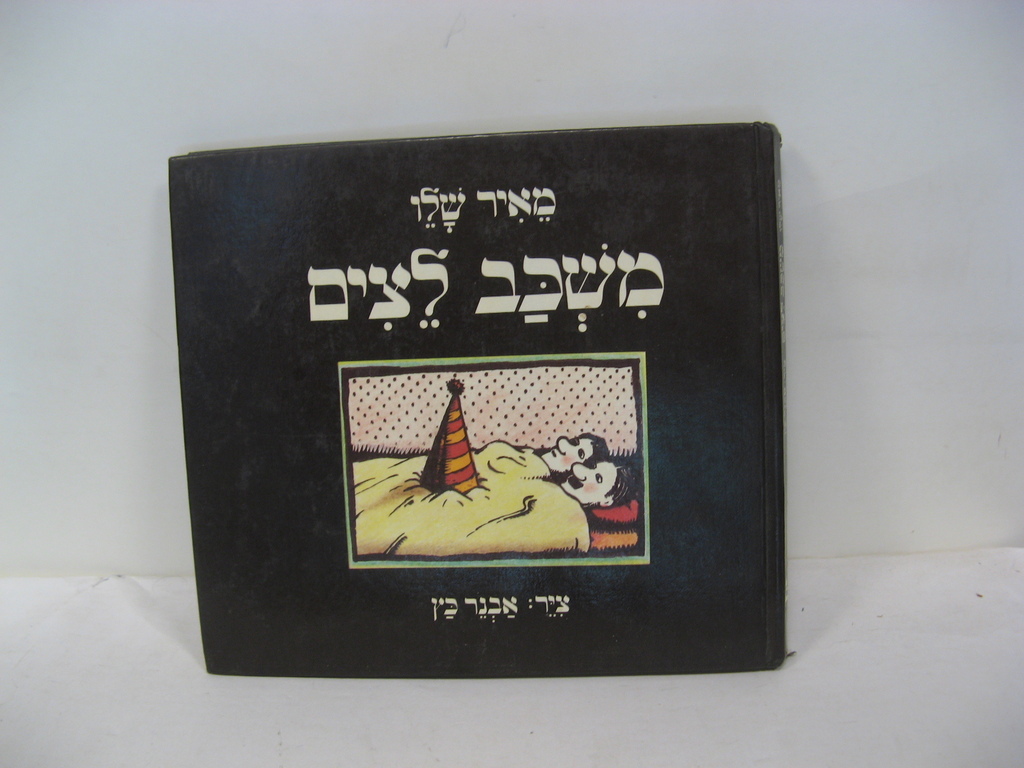 מֵאִיר שָׁלֵו
מִשְׁכַּב לֵצִים
צִיֵּר: אַבְנֵר כַּץ